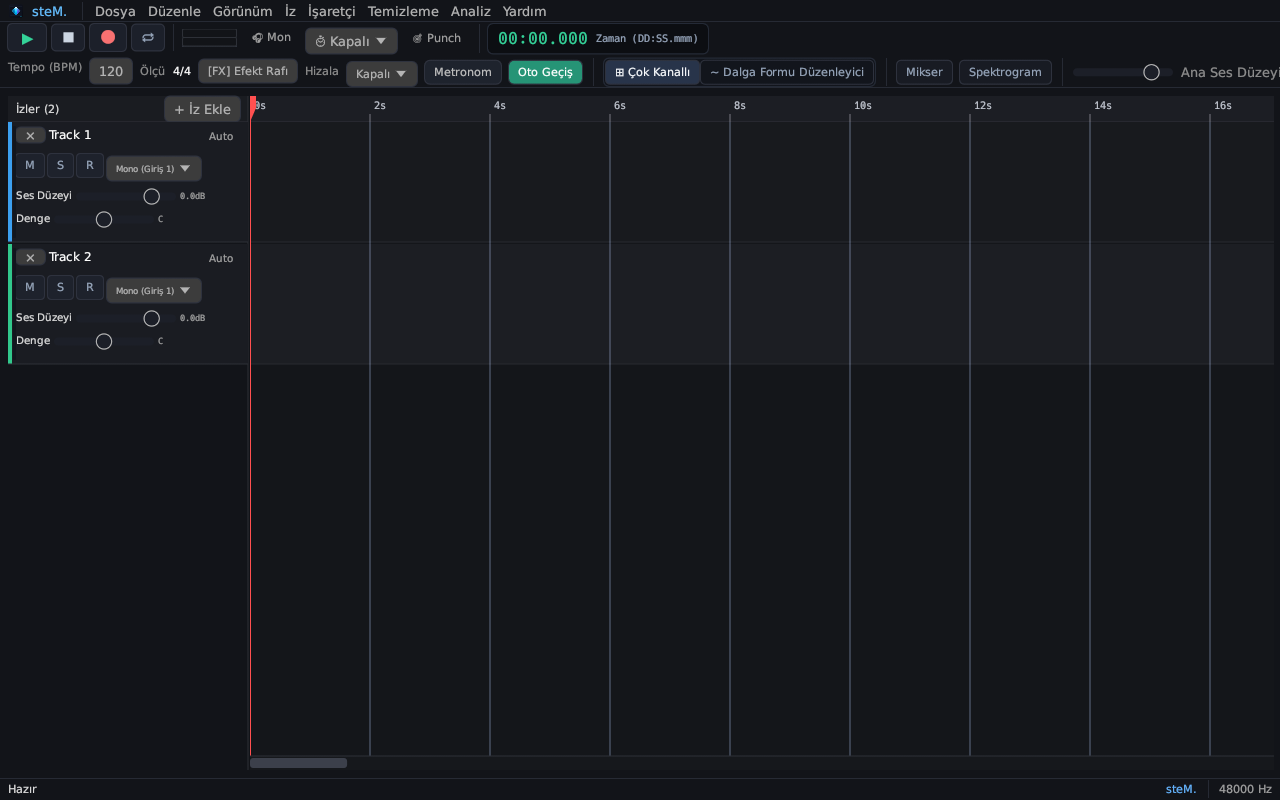 steM. Dosya Düzenle Görünüm İz İşaretçi Temizleme Analiz Yardım
Mon Kapalı Punch 00:00.000 Zaman (DD:SS.mmm)
Tempo (BPM) 120 Ölçü 4/4 [FX] Efekt Rafı Hizala Kapalı Metronom Oto Geçiş Çok Kanallı ~ Dalga Formu Düzenleyici Mikser Spektrogram Ana Ses Düzeyi
İzler (2) + İz Ekle 0s 2s 4s 6s 8s 10s 12s 14s 16s
× Track 1 Auto
M S R Mono (Giriş 1)
Ses Düzeyi 0.0dB
Denge C
× Track 2 Auto
M S R Mono (Giriş 1)
Ses Düzeyi 0.0dB
Denge C
Hazır steM. 48000 Hz